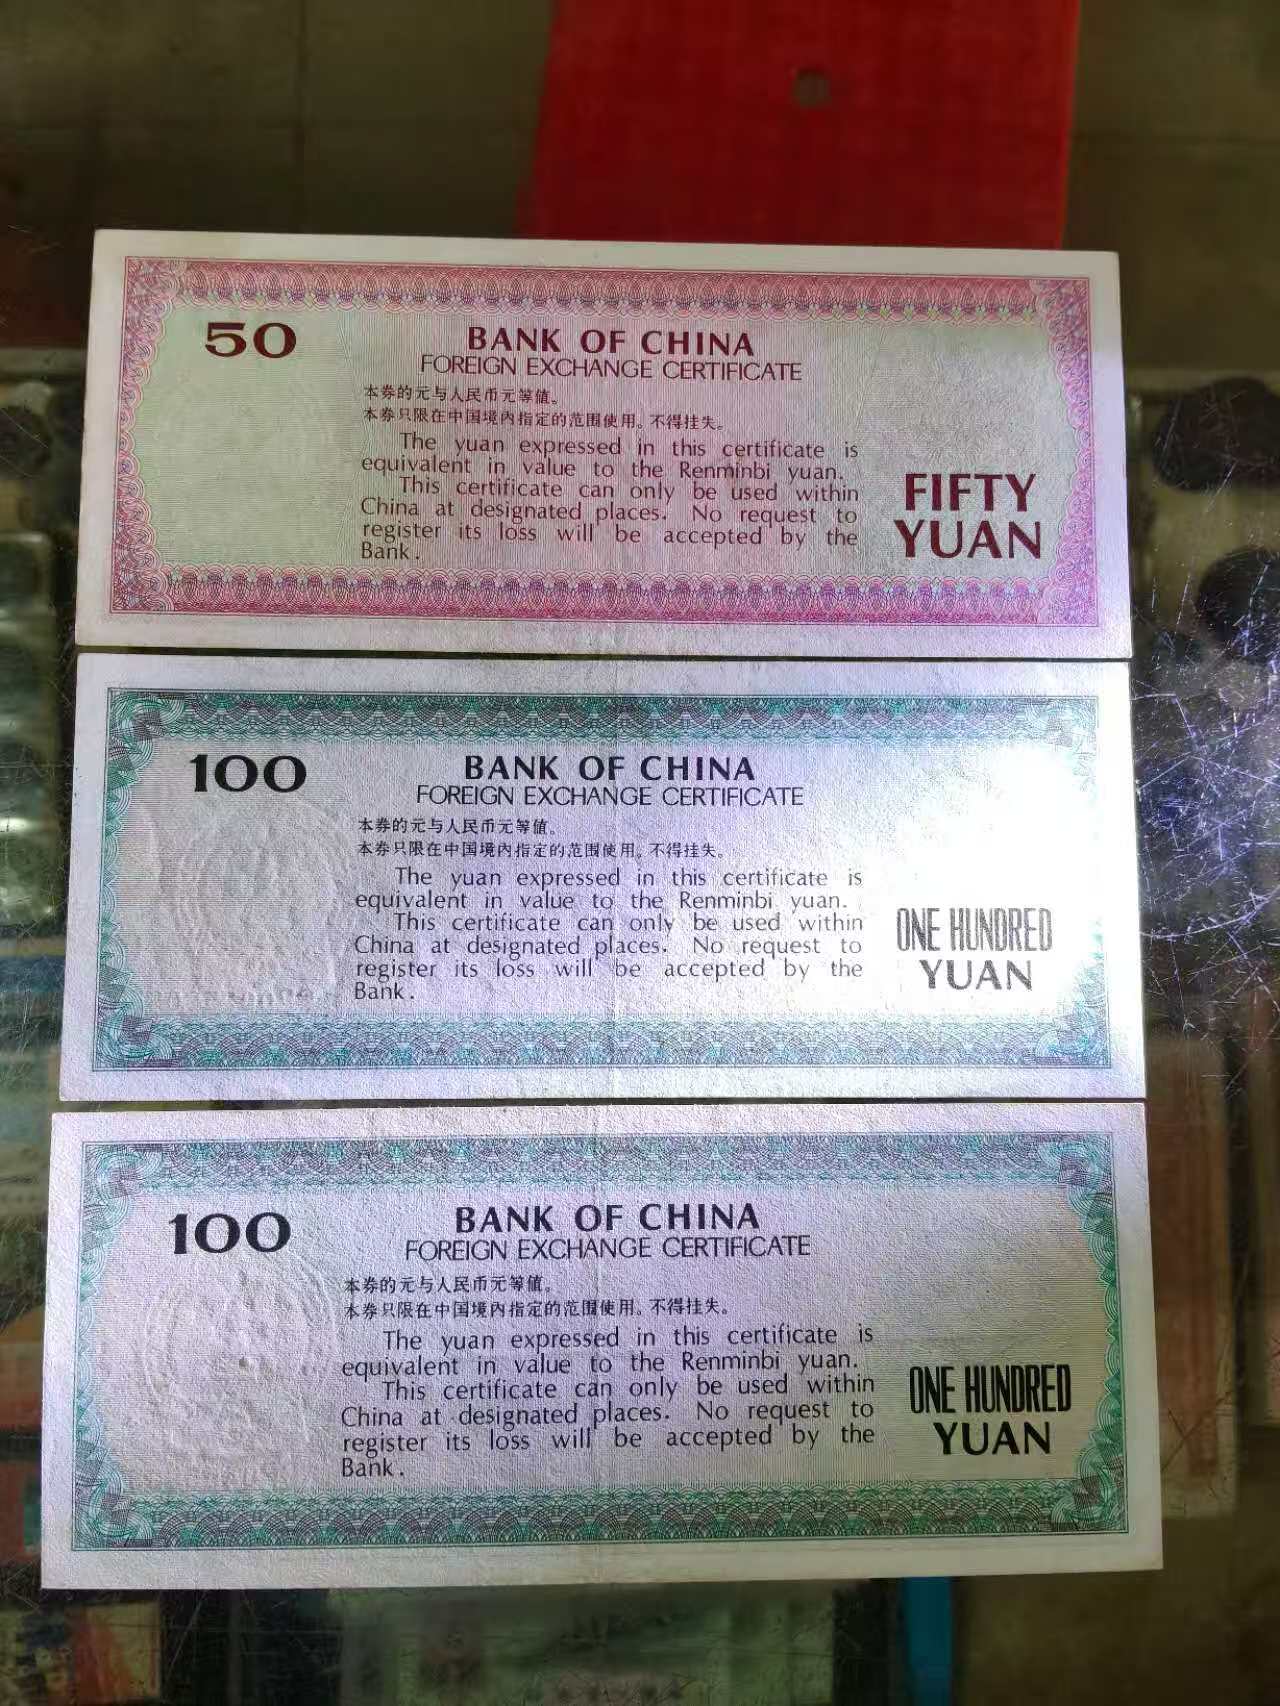 50
BANK OF CHINA
FOREIGN EXCHANGE CERTIFICATE
本券的元与人民币元等值。
本券只限在中国境内指定的范围使用。不得挂失。
The yuan expressed in this certificate is
equivalent in value to the Renminbi yuan.
This certificate can only be used within
China at designated places. No request to
register its loss will be accepted by the
Bank.
FIFTY
YUAN
100
BANK OF CHINA
FOREIGN EXCHANGE CERTIFICATE
本券的元与人民币元等值。
本券只限在中国境内指定的范围使用。不得挂失。
The yuan expressed in this certificate is
equivalent in value to the Renminbi yuan.
This certificate can only be used within
China at designated places. No request to
register its loss will be accepted by the
Bank.
ONE HUNDRED
YUAN
100
BANK OF CHINA
FOREIGN EXCHANGE CERTIFICATE
本券的元与人民币元等值。
本券只限在中国境内指定的范围使用。不得挂失。
The yuan expressed in this certificate is
equivalent in value to the Renminbi yuan.
This certificate can only be used within
China at designated places. No request to
register its loss will be accepted by the
Bank.
ONE HUNDRED
YUAN